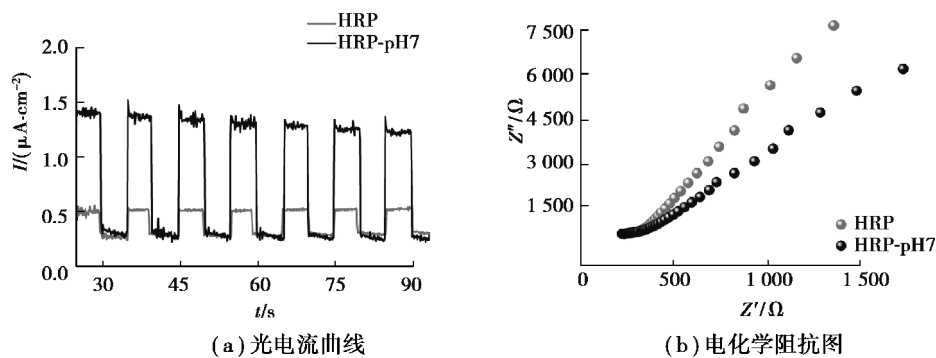 HRP
HRP-pH7
2.0
1.5
1.0
0.5
0.0
I/(μA·cm⁻²)
30 45 60 75 90
t/s
(a)光电流曲线
7 500
6 000
4 500
3 000
1 500
Z″/Ω
HRP
HRP-pH7
0 500 1 000 1 500
Z′/Ω
(b)电化学阻抗图